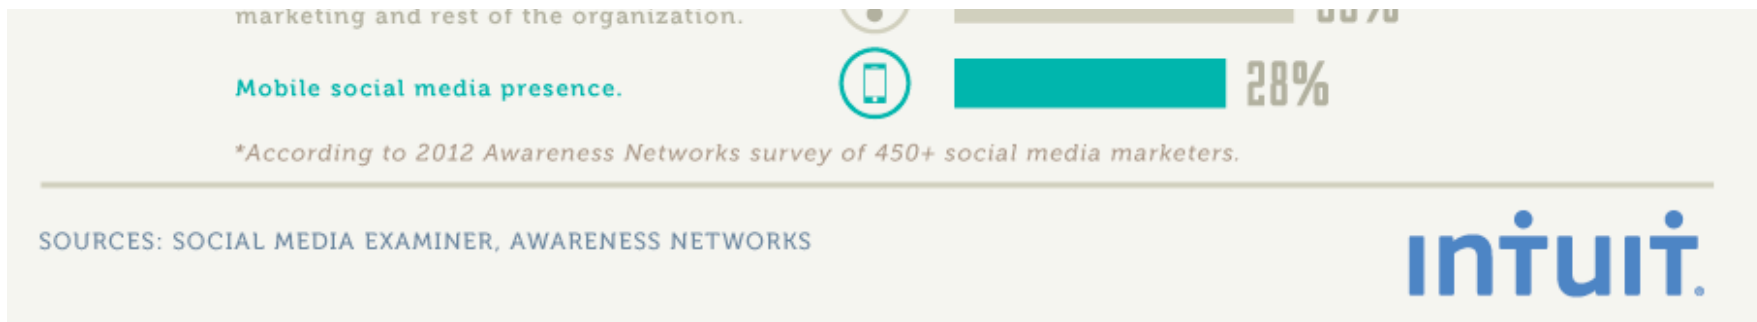 marketing and rest of the organization.
Mobile social media presence.
28%
*According to 2012 Awareness Networks survey of 450+ social media marketers.
SOURCES: SOCIAL MEDIA EXAMINER, AWARENESS NETWORKS
intuit.